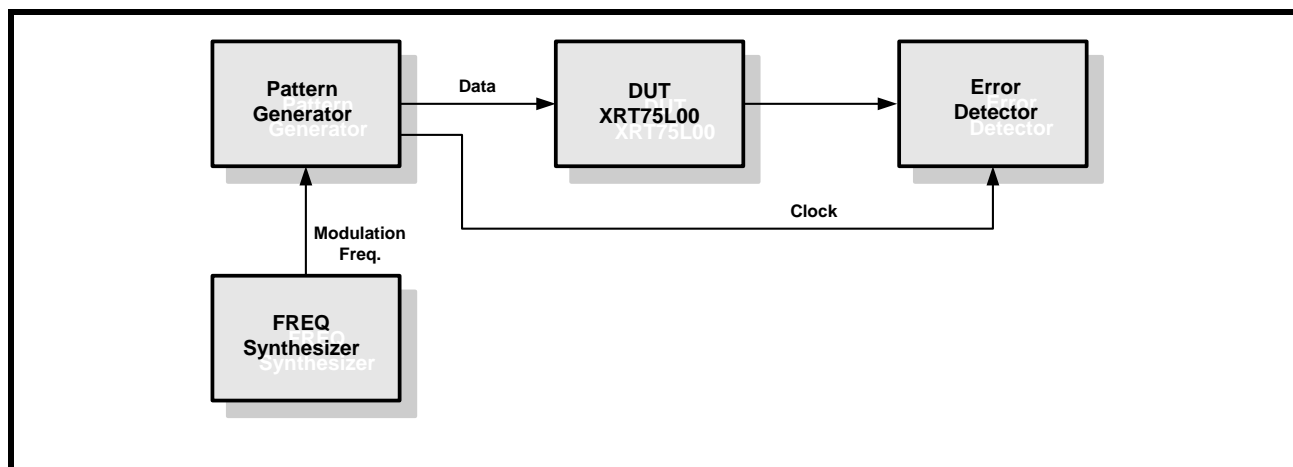 Pattern
Generator
Data
DUT
XRT75L00
Error
Detector
Clock
Modulation
Freq.
FREQ
Synthesizer